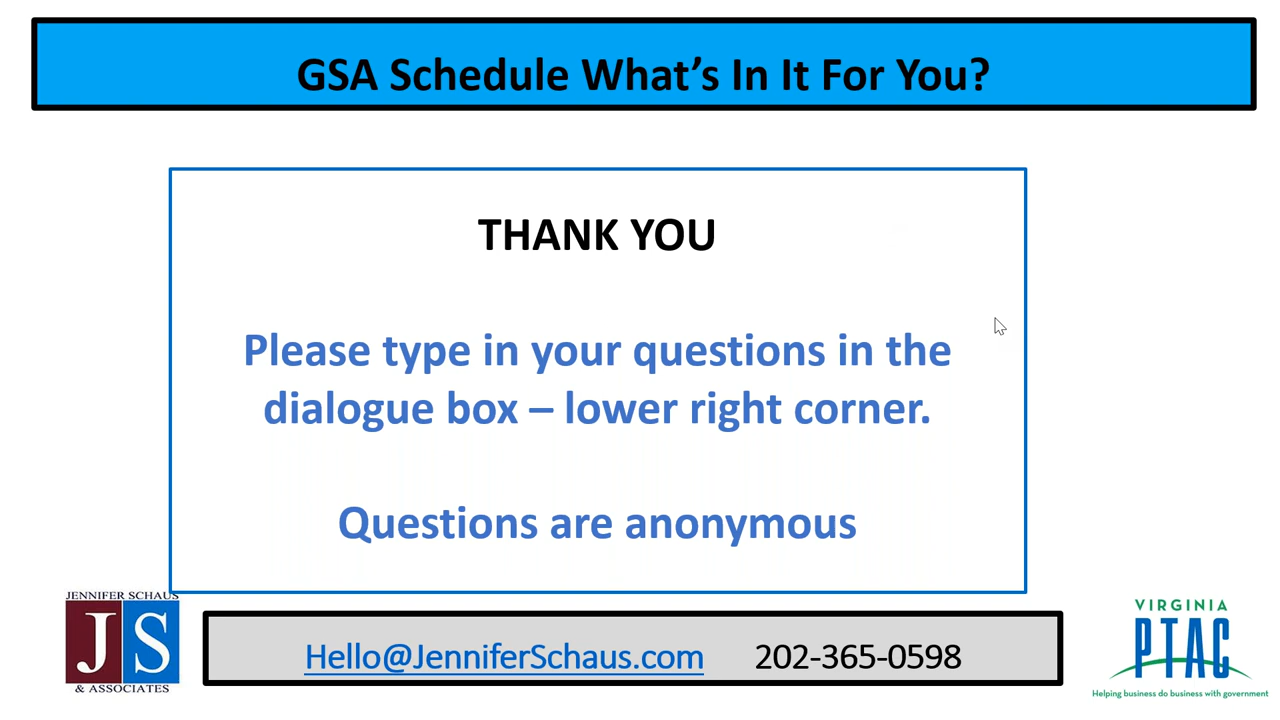 GSA Schedule What's In It For You?
THANK YOU
Please type in your questions in the
dialogue box – lower right corner.
Questions are anonymous
JENNIFER SCHAUS
JS
& ASSOCIATES
Hello@JenniferSchaus.com 202-365-0598
VIRGINIA
PTAC
Helping business do business with government